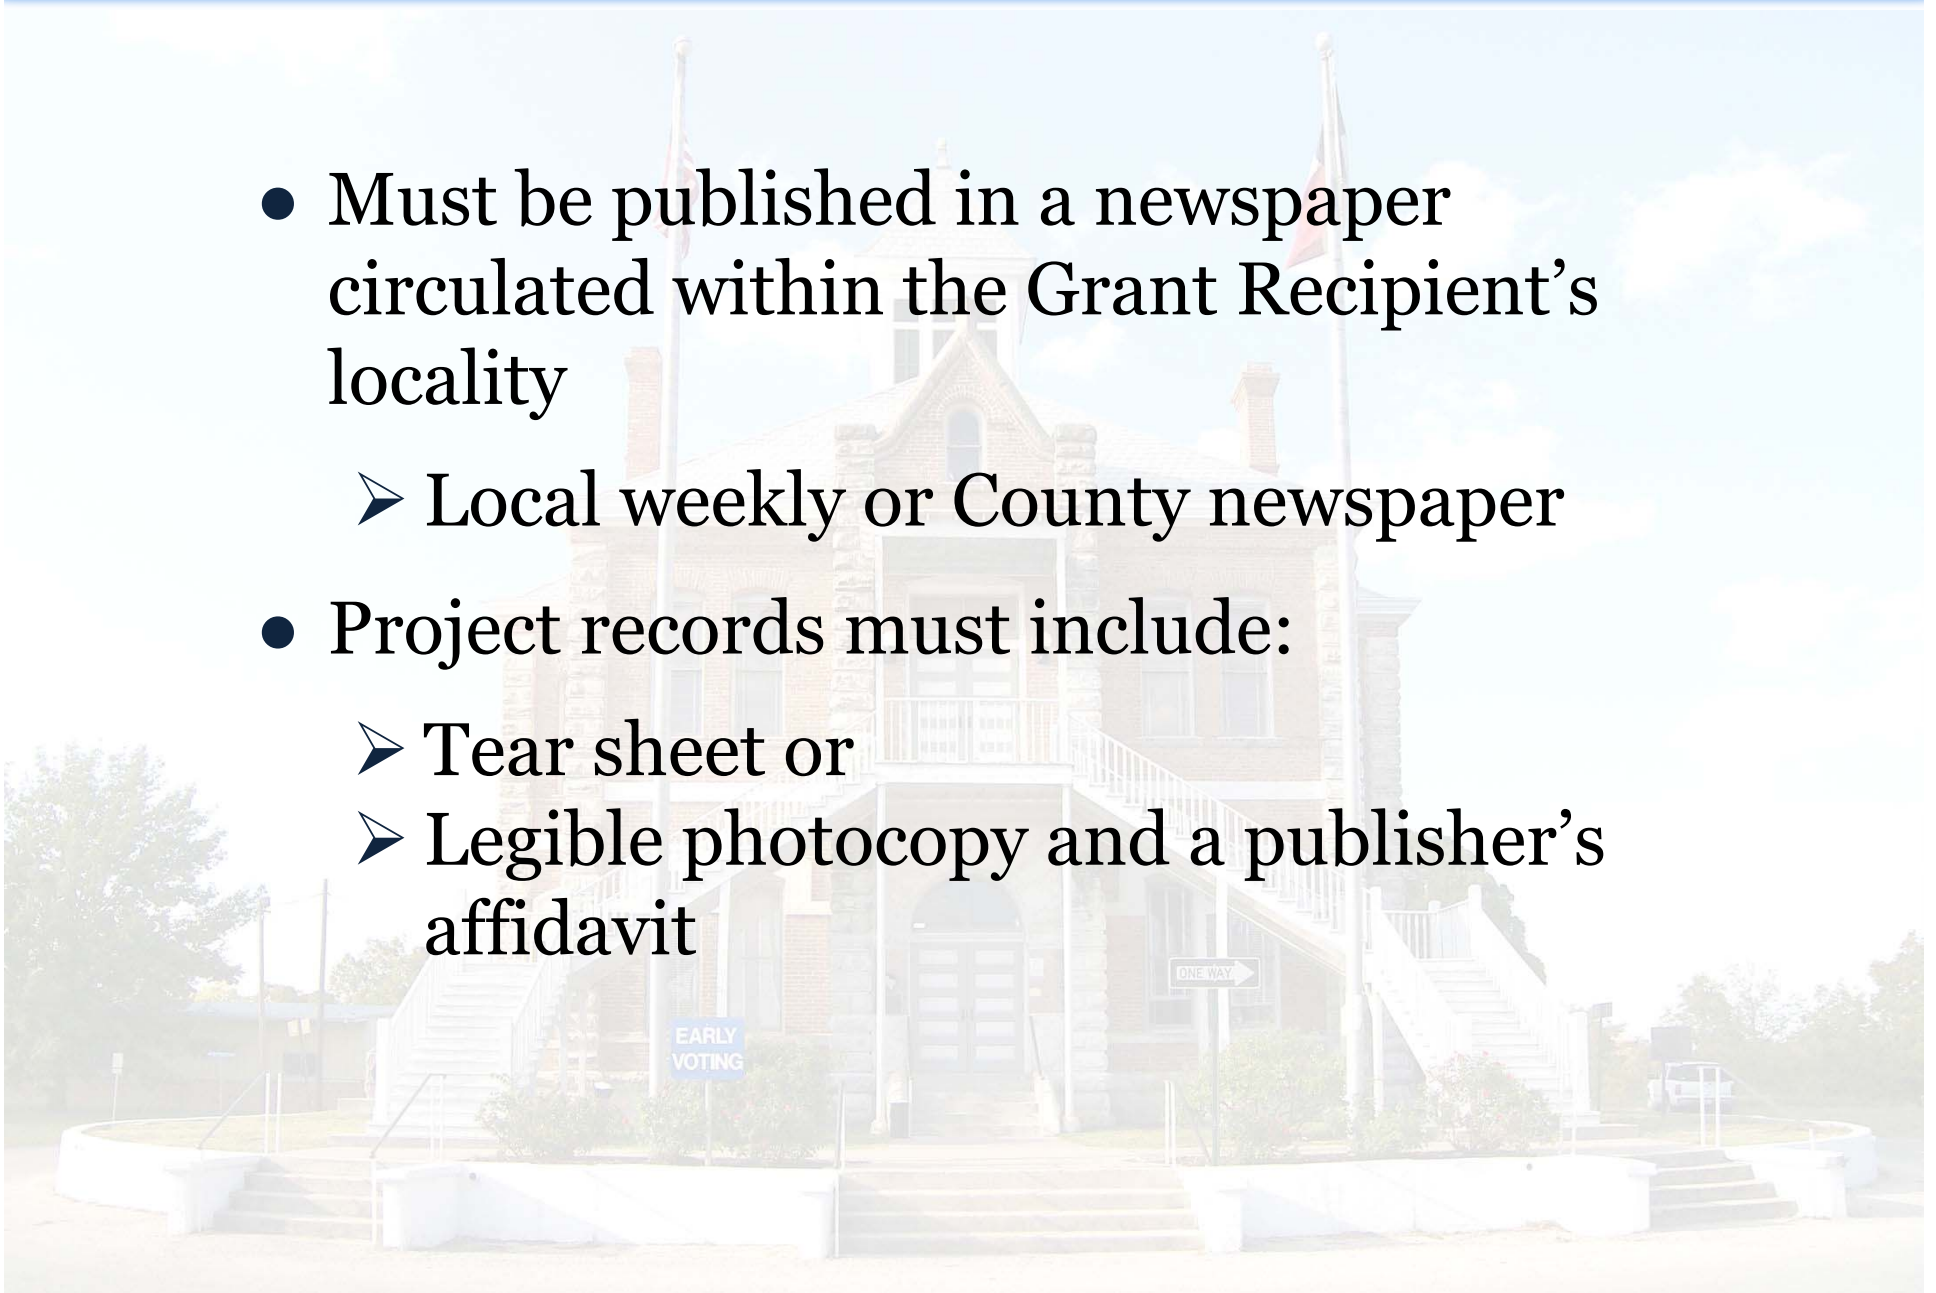 ● Must be published in a newspaper
circulated within the Grant Recipient’s
locality
➢ Local weekly or County newspaper
● Project records must include:
➢ Tear sheet or
➢ Legible photocopy and a publisher’s
affidavit
ONE WAY
EARLY
VOTING